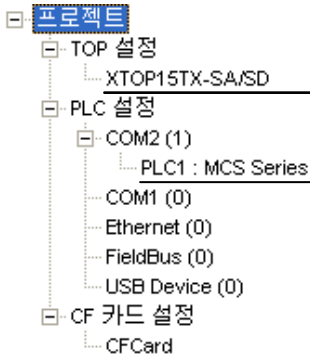 프로젝트
TOP 설정
XTOP15TX-SA/SD
PLC 설정
COM2 (1)
PLC1 : MCS Series
COM1 (0)
Ethernet (0)
FieldBus (0)
USB Device (0)
CF 카드 설정
CFCard